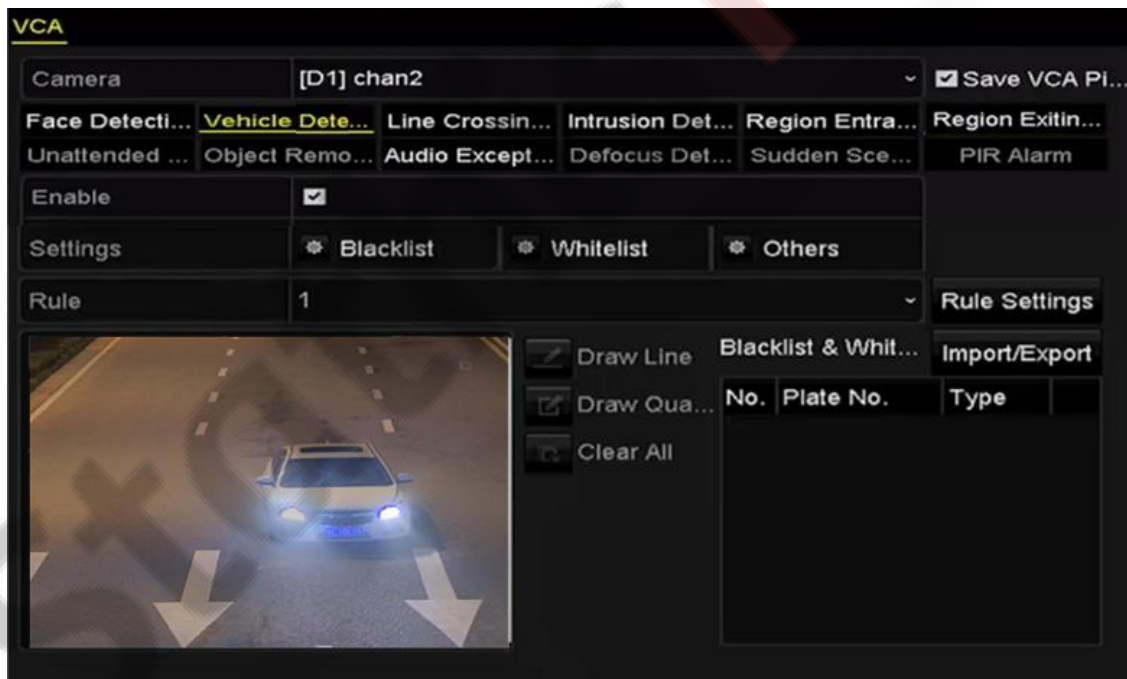 VCA
Camera [D1] chan2 Save VCA Pi...
Face Detecti... Vehicle Dete... Line Crossin... Intrusion Det... Region Entra... Region Exitin...
Unattended ... Object Remo... Audio Except... Defocus Det... Sudden Sce... PIR Alarm
Enable
Settings Blacklist Whitelist Others
Rule 1 Rule Settings
Draw Line Blacklist & Whit... Import/Export
Draw Qua... No. Plate No. Type
Clear All